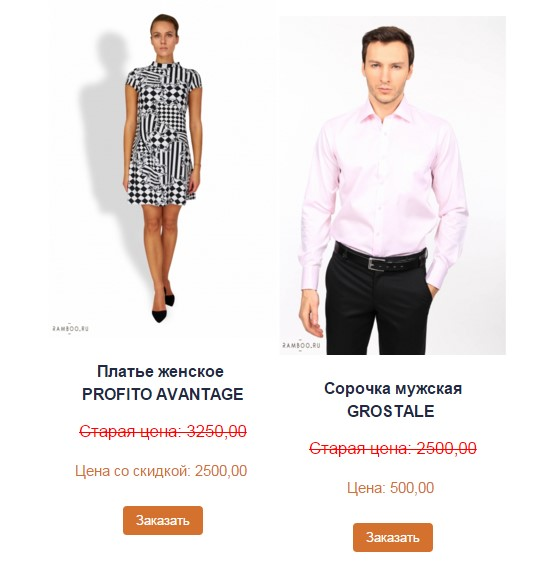 RAMBOO.RU
Платье женское
PROFITO AVANTAGE
Старая цена: 3250,00
Цена со скидкой: 2500,00
Заказать
RAMBOO.RU
Сорочка мужская
GROSTALE
Старая цена: 2500,00
Цена: 500,00
Заказать